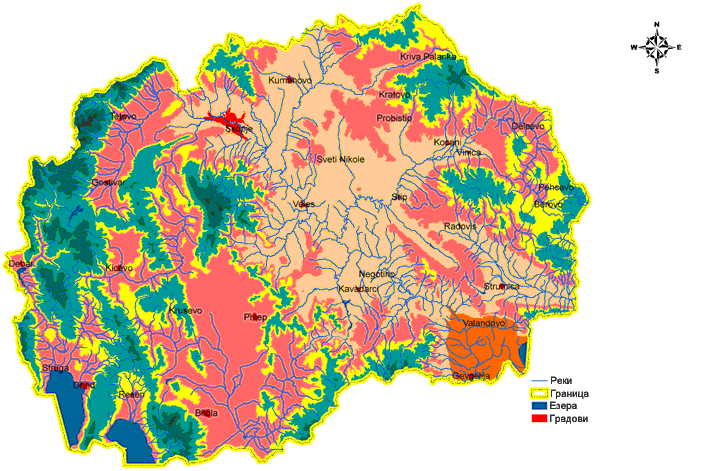 N
W E
S
Kriva Palanka
Kumanovo
Kratovo
Tetovo
Probistip
Skopje
Delcevo
Kocani
Vinica
Sveti Nikole
Gostivar
Pehcevo
Stip
Veles
Berovo
Radovis
Debar
Kicevo
Negotino
Kavadarci
Strumica
Krusevo
Prilep
Valandovo
Struga
Gevgelija
Ohrid
Resen
Bitola
Реки
Граница
Езера
Градови